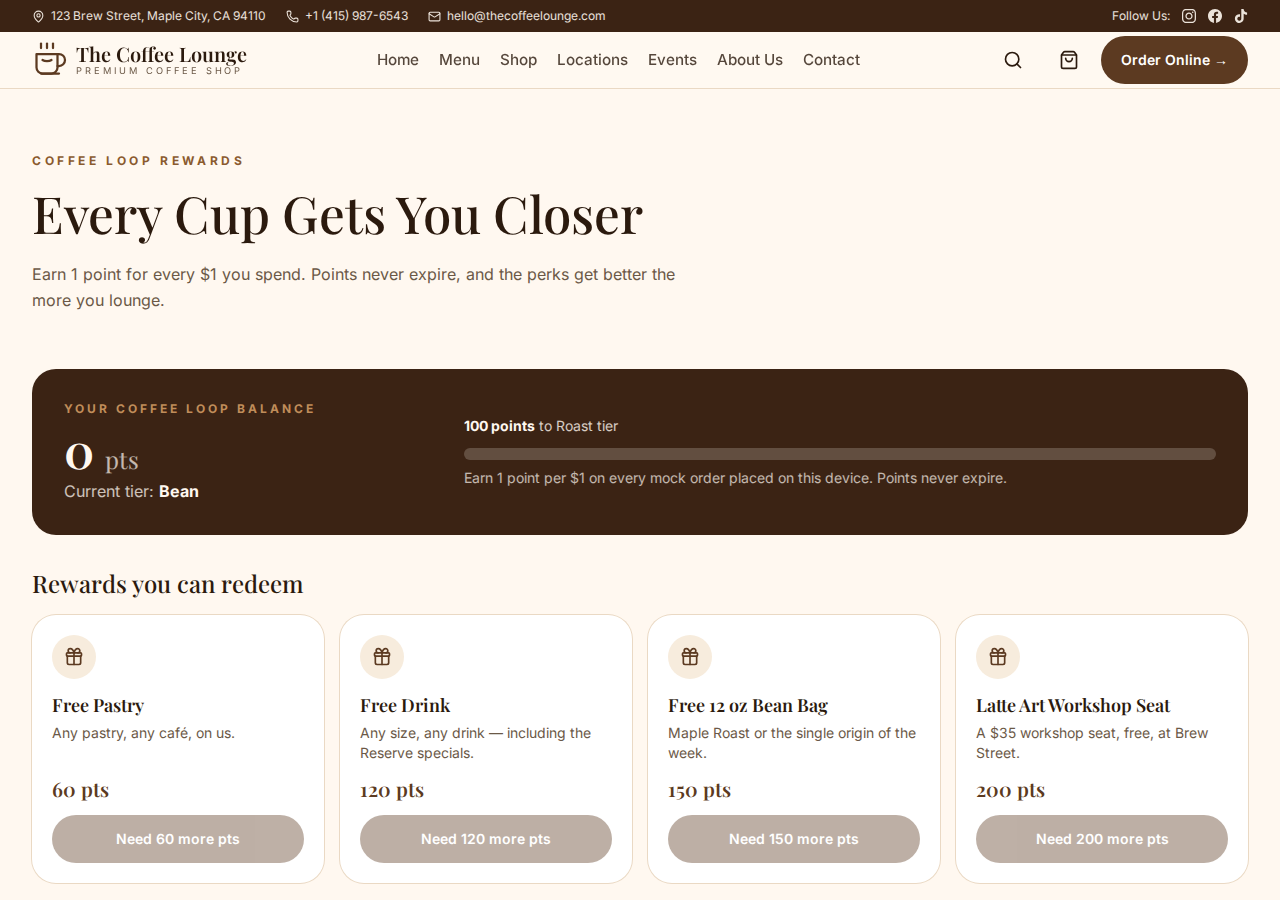 123 Brew Street, Maple City, CA 94110
+1 (415) 987-6543
hello@thecoffeelounge.com
Follow Us:
The Coffee Lounge
PREMIUM COFFEE SHOP
Home
Menu
Shop
Locations
Events
About Us
Contact
Order Online →
COFFEE LOOP REWARDS
Every Cup Gets You Closer
Earn 1 point for every $1 you spend. Points never expire, and the perks get better the
more you lounge.
YOUR COFFEE LOOP BALANCE
0 pts
Current tier: Bean
100 points to Roast tier
Earn 1 point per $1 on every mock order placed on this device. Points never expire.
Rewards you can redeem
Free Pastry
Any pastry, any café, on us.
60 pts
Need 60 more pts
Free Drink
Any size, any drink — including the
Reserve specials.
120 pts
Need 120 more pts
Free 12 oz Bean Bag
Maple Roast or the single origin of the
week.
150 pts
Need 150 more pts
Latte Art Workshop Seat
A $35 workshop seat, free, at Brew
Street.
200 pts
Need 200 more pts